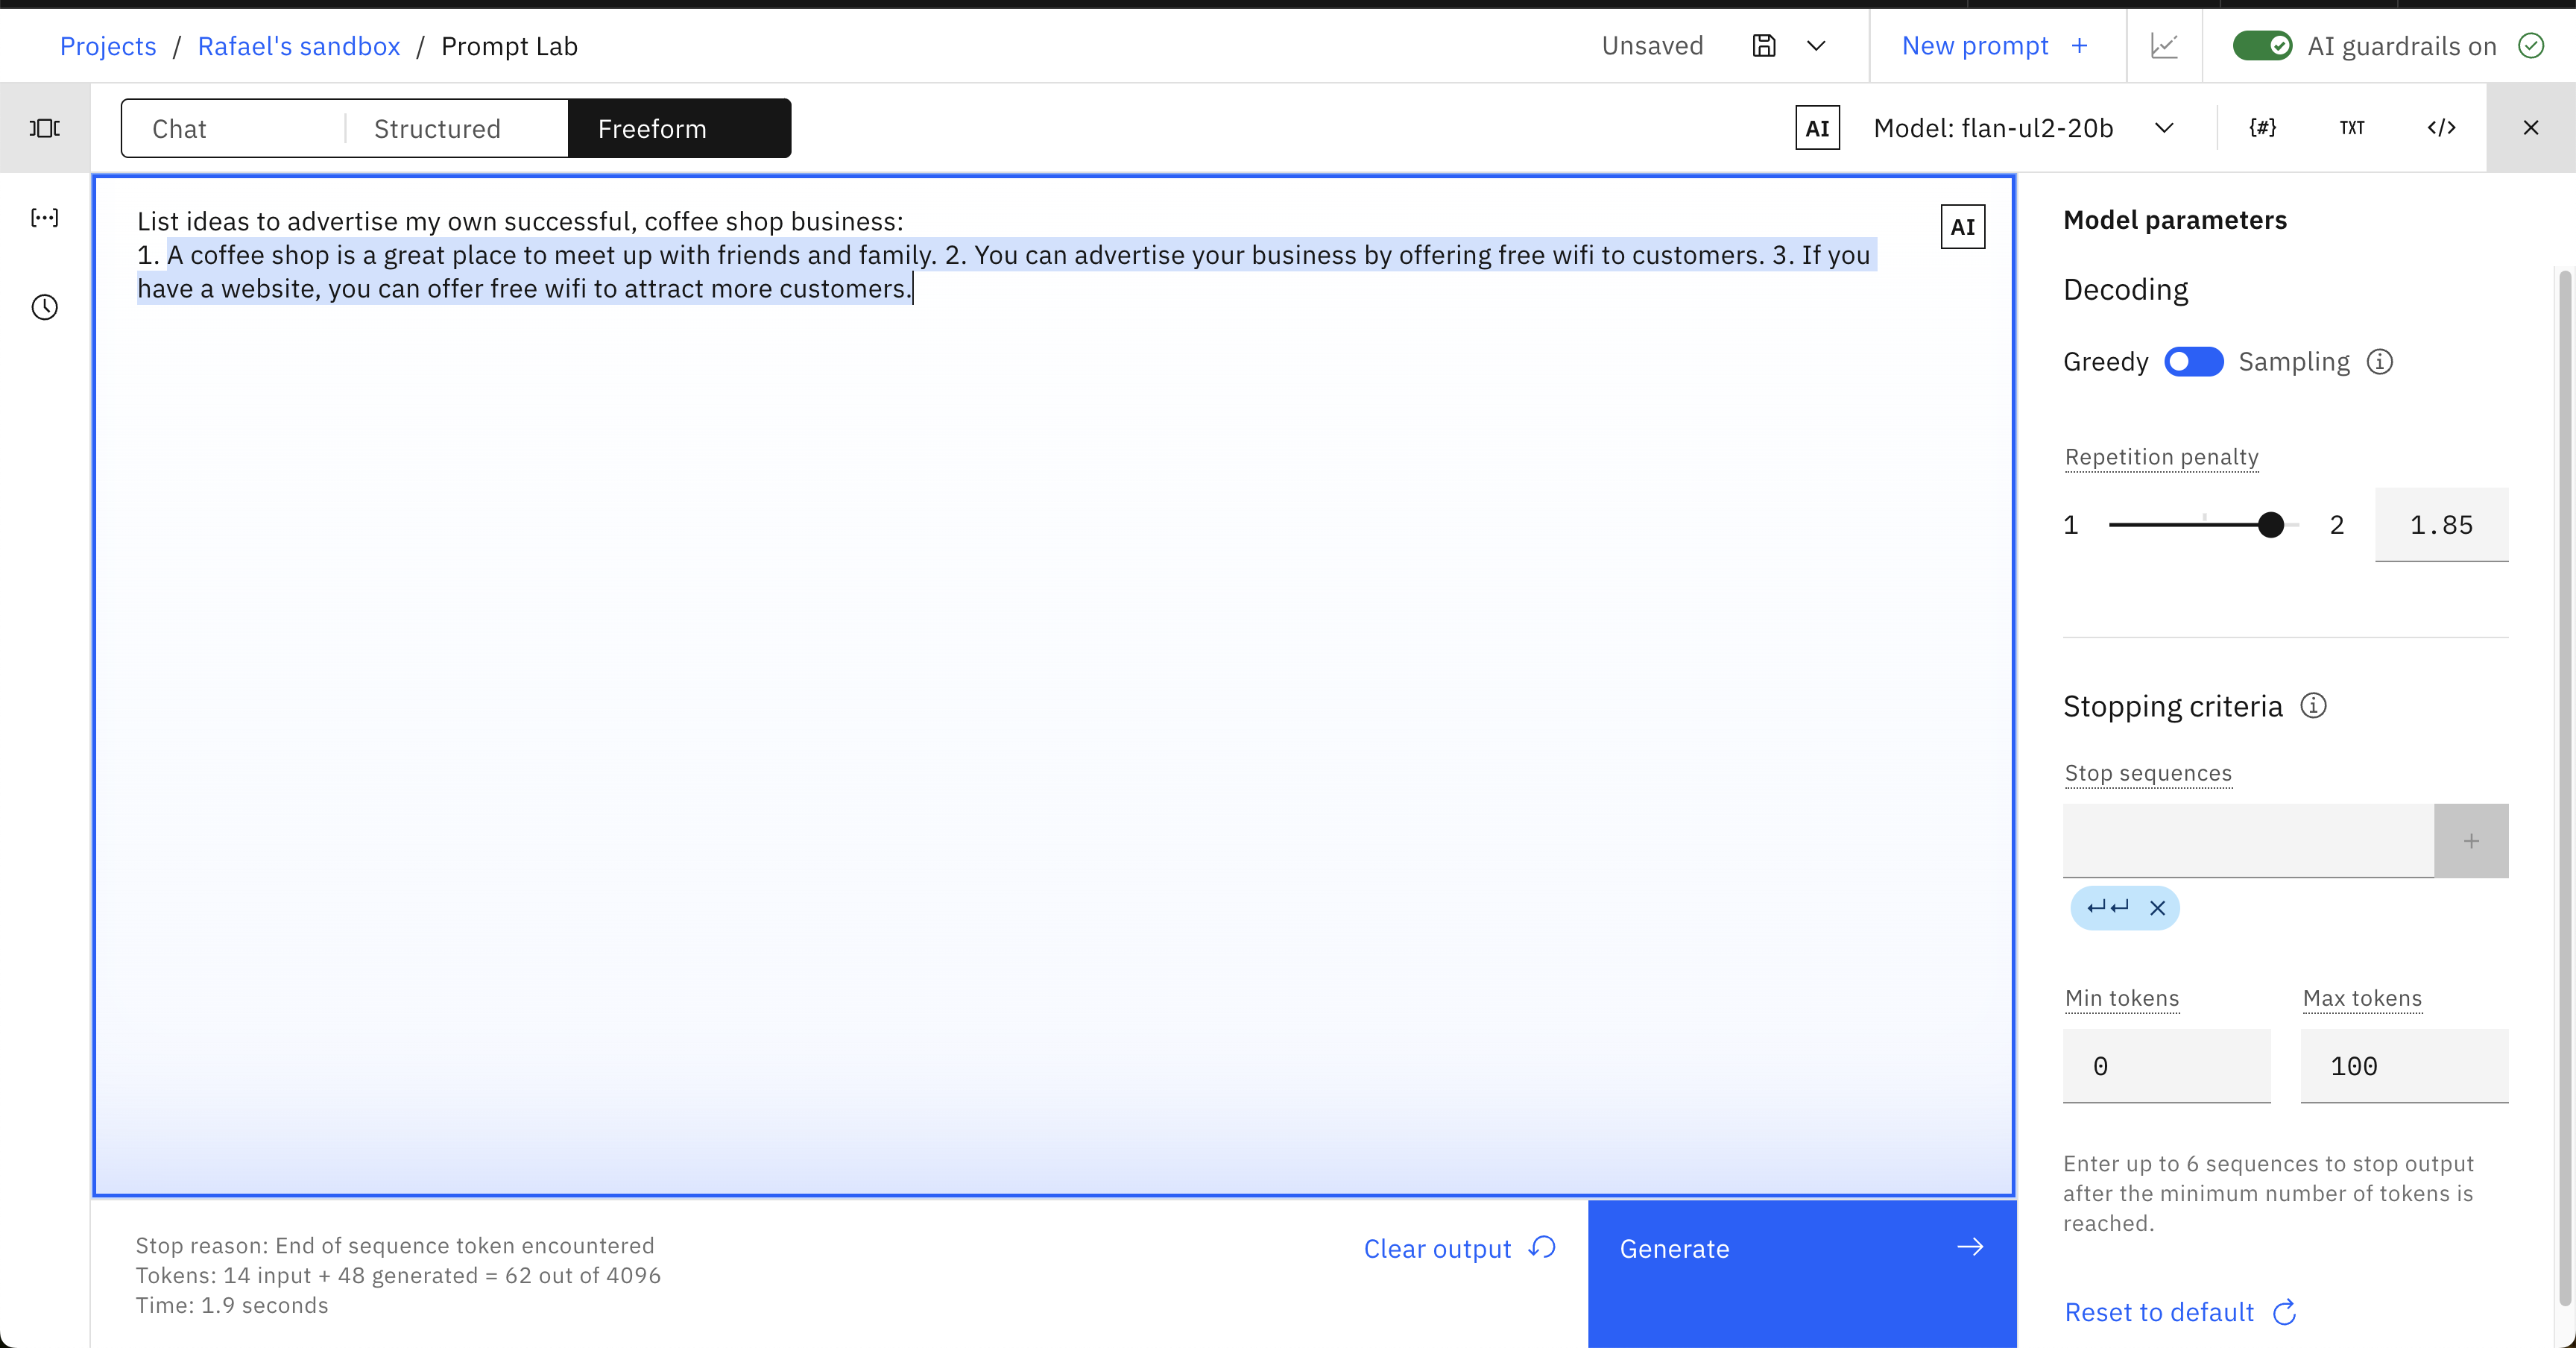 Projects / Rafael's sandbox / Prompt Lab
Unsaved
New prompt +
AI guardrails on
Chat
Structured
Freeform
AI
Model: flan-ul2-20b
{#}
TXT
</>
List ideas to advertise my own successful, coffee shop business:
1. A coffee shop is a great place to meet up with friends and family. 2. You can advertise your business by offering free wifi to customers. 3. If you
have a website, you can offer free wifi to attract more customers.
AI
Stop reason: End of sequence token encountered
Tokens: 14 input + 48 generated = 62 out of 4096
Time: 1.9 seconds
Clear output
Generate
Model parameters
Decoding
Greedy
Sampling
Repetition penalty
1
2
1.85
Stopping criteria
Stop sequences
+
↵↵ ×
Min tokens
Max tokens
0
100
Enter up to 6 sequences to stop output
after the minimum number of tokens is
reached.
Reset to default